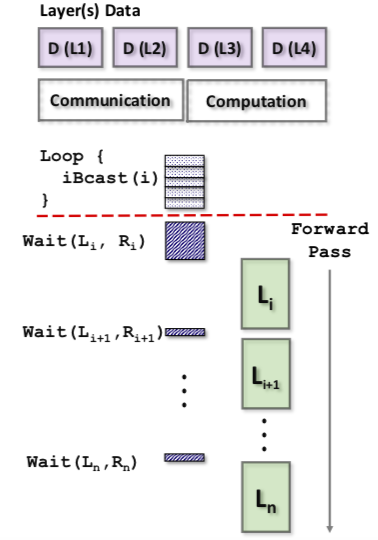 Layer(s) Data
D (L1) D (L2) D (L3) D (L4)
Communication Computation
Loop {
iBcast(i)
}
Wait(Li, Ri)
Forward
Pass
Li
Wait(Li+1,Ri+1)
Li+1
Wait(Ln,Rn)
Ln